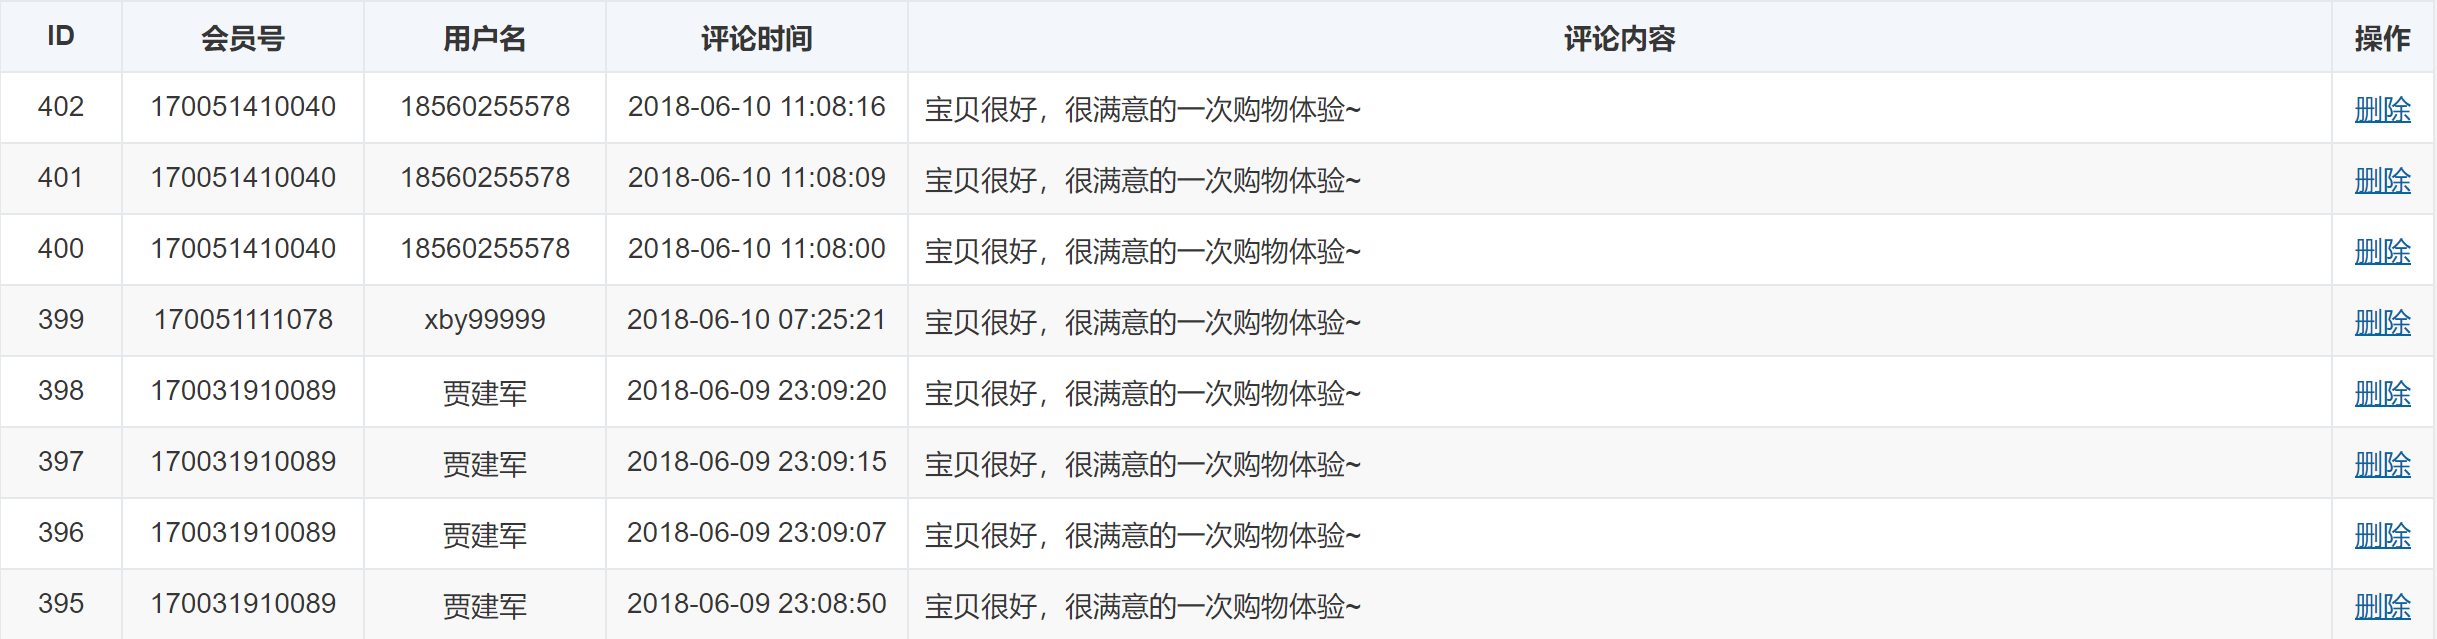 ID 会员号 用户名 评论时间 评论内容 操作
402 170051410040 18560255578 2018-06-10 11:08:16 宝贝很好，很满意的一次购物体验~ 删除
401 170051410040 18560255578 2018-06-10 11:08:09 宝贝很好，很满意的一次购物体验~ 删除
400 170051410040 18560255578 2018-06-10 11:08:00 宝贝很好，很满意的一次购物体验~ 删除
399 170051111078 xby99999 2018-06-10 07:25:21 宝贝很好，很满意的一次购物体验~ 删除
398 170031910089 贾建军 2018-06-09 23:09:20 宝贝很好，很满意的一次购物体验~ 删除
397 170031910089 贾建军 2018-06-09 23:09:15 宝贝很好，很满意的一次购物体验~ 删除
396 170031910089 贾建军 2018-06-09 23:09:07 宝贝很好，很满意的一次购物体验~ 删除
395 170031910089 贾建军 2018-06-09 23:08:50 宝贝很好，很满意的一次购物体验~ 删除